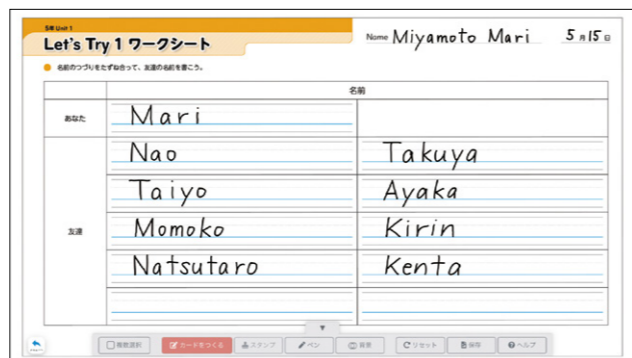 5年 Unit 1
Let's Try 1 ワークシート
Name Miyamoto Mari 5月15日
● 名前のつづりをたずね合って、友達の名前を書こう。
名前
あなた Mari
友達
Nao Takuya
Taiyo Ayaka
Momoko Kirin
Natsutaro Kenta
▼
複数選択 カードをつくる スタンプ ペン 背景 リセット 保存 ヘルプ